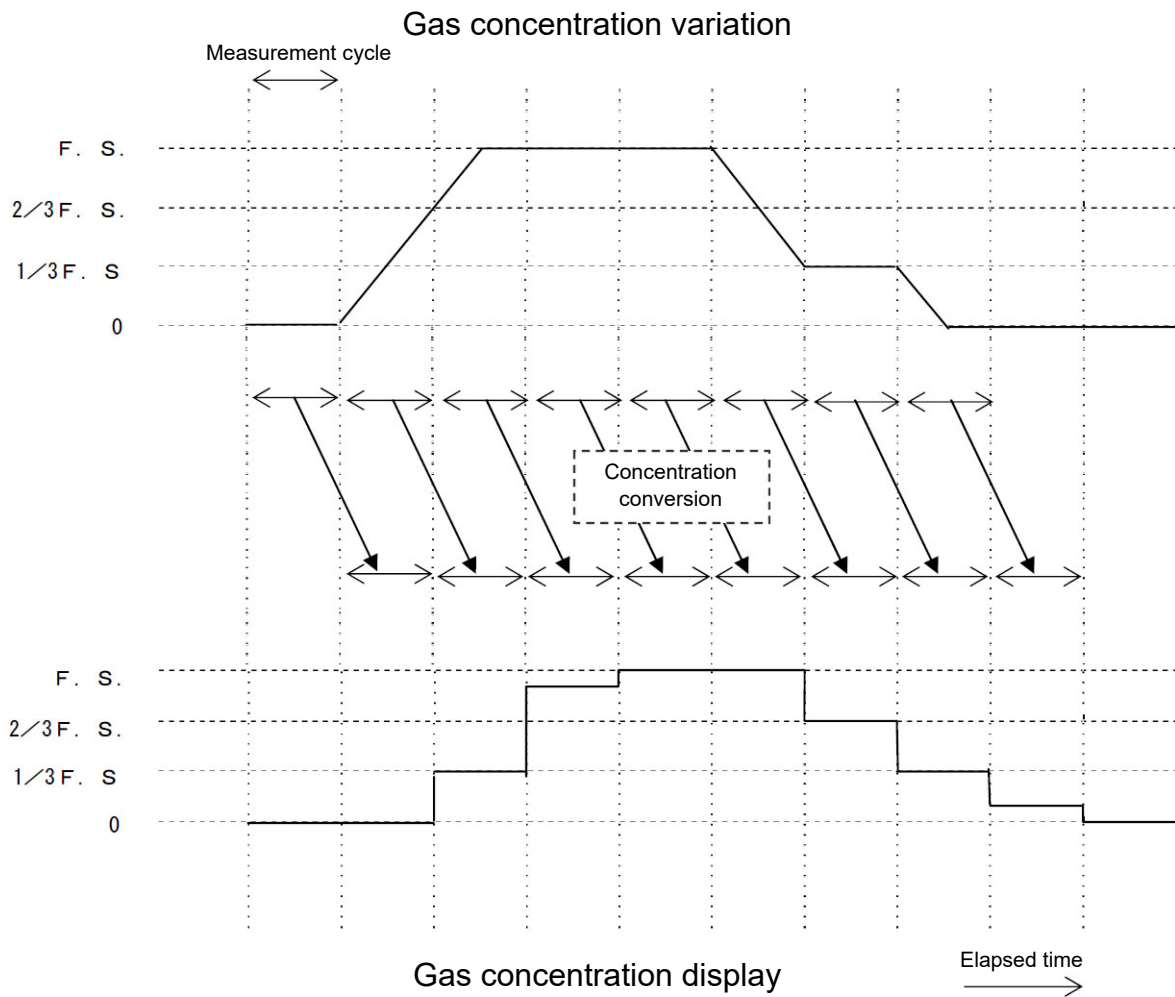 Gas concentration variation
Measurement cycle
F. S.
2/3F. S.
1/3F. S
0
Concentration
conversion
F. S.
2/3F. S.
1/3F. S
0
Gas concentration display
Elapsed time